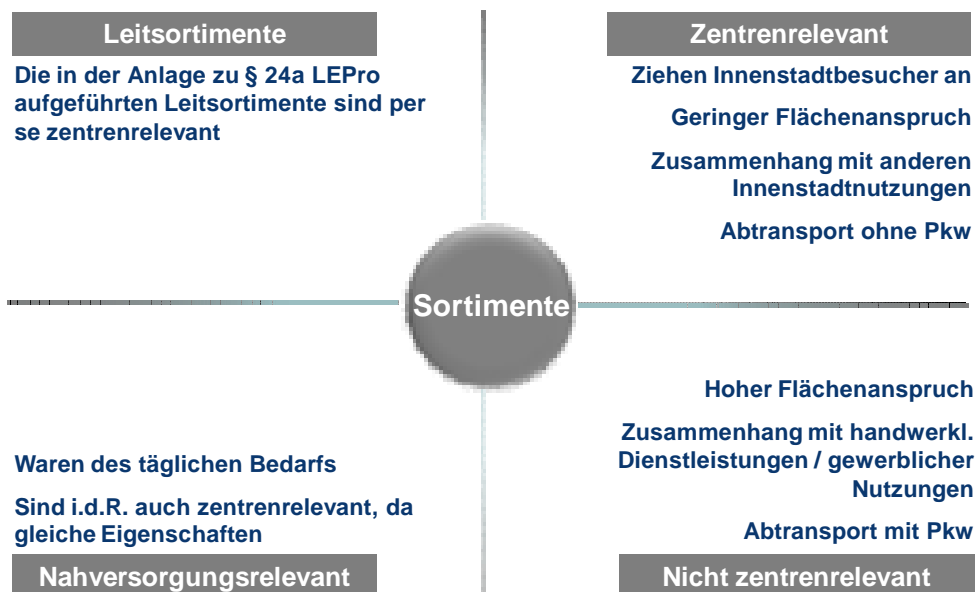 Leitsortimente
Die in der Anlage zu § 24a LEPro
aufgeführten Leitsortimente sind per
se zentrenrelevant
Zentrenrelevant
Ziehen Innenstadtbesucher an
Geringer Flächenanspruch
Zusammenhang mit anderen
Innenstadtnutzungen
Abtransport ohne Pkw
Sortimente
Waren des täglichen Bedarfs
Sind i.d.R. auch zentrenrelevant, da
gleiche Eigenschaften
Nahversorgungsrelevant
Hoher Flächenanspruch
Zusammenhang mit handwerkl.
Dienstleistungen / gewerblicher
Nutzungen
Abtransport mit Pkw
Nicht zentrenrelevant